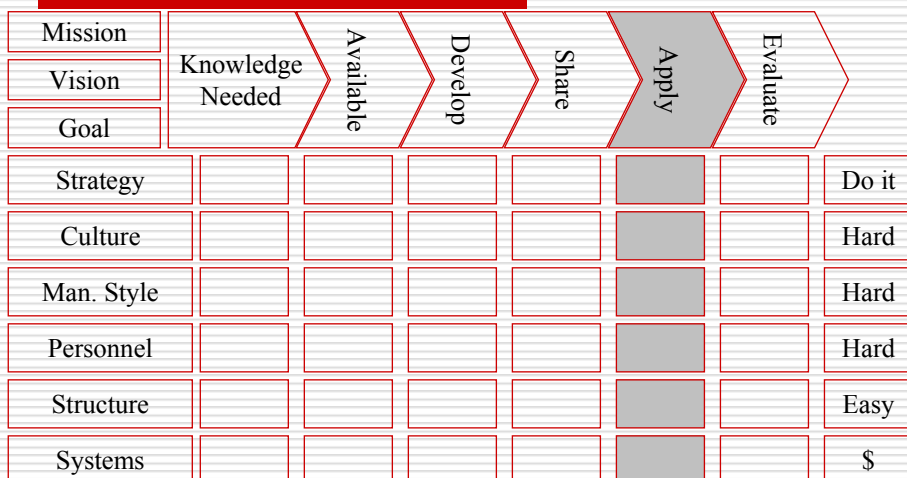 Mission
Vision
Goal
Knowledge
Needed
Available
Develop
Share
Apply
Evaluate
Strategy
Do it
Culture
Hard
Man. Style
Hard
Personnel
Hard
Structure
Easy
Systems
$